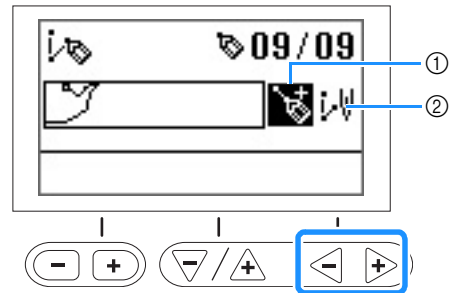 09/09
①
②
- + / - + - +